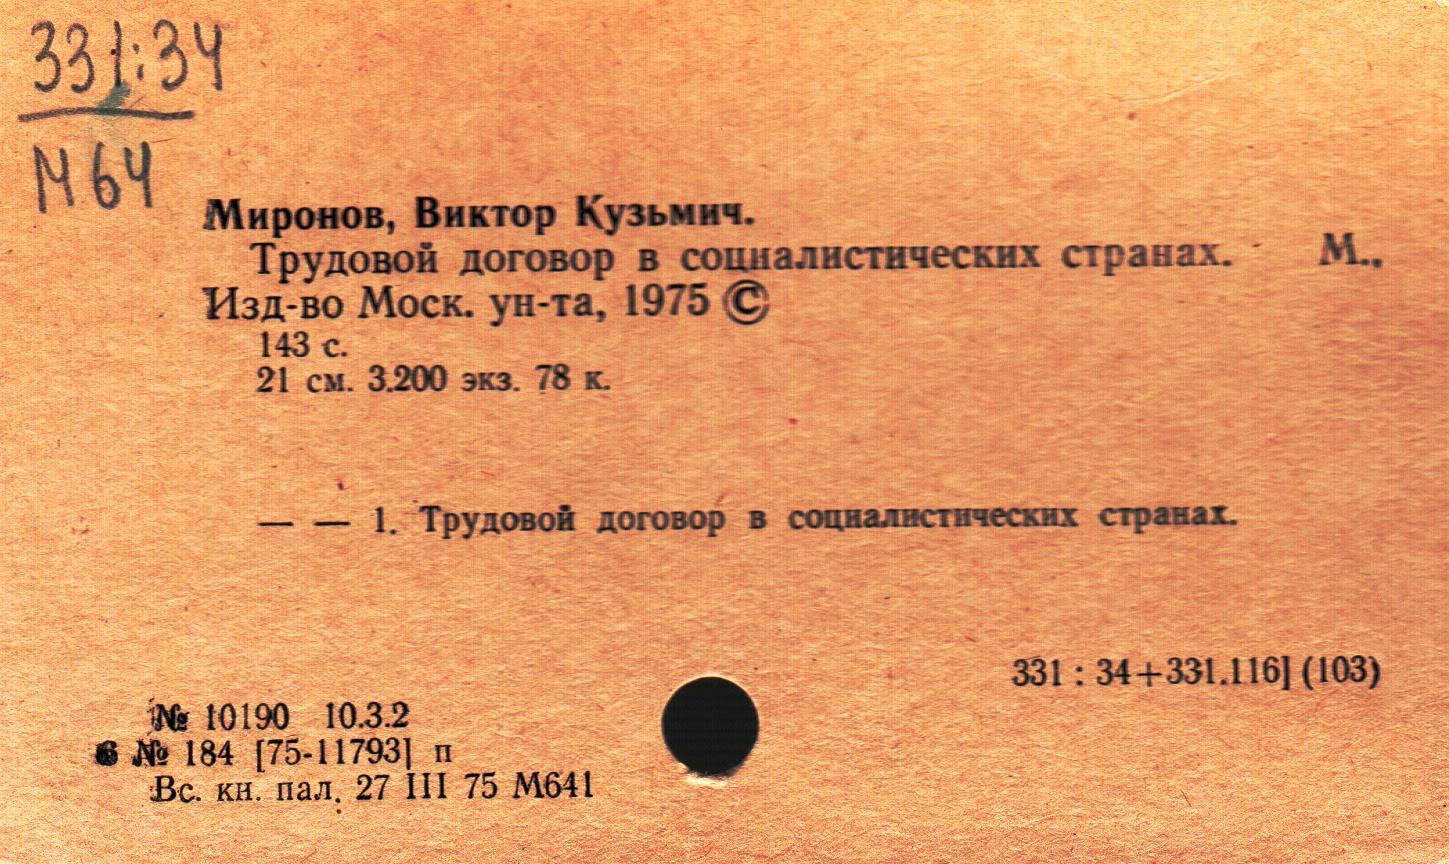 331:34
М64
Миронов, Виктор Кузьмич.
Трудовой договор в социалистических странах. М.,
Изд-во Моск. ун-та, 1975 ©
143 с.
21 см. 3.200 экз. 78 к.
— — 1. Трудовой договор в социалистических странах.
331 : 34+331.116] (103)
№ 10190 10.3.2
6 № 184 [75-11793] п
Вс. кн. пал. 27 III 75 М641